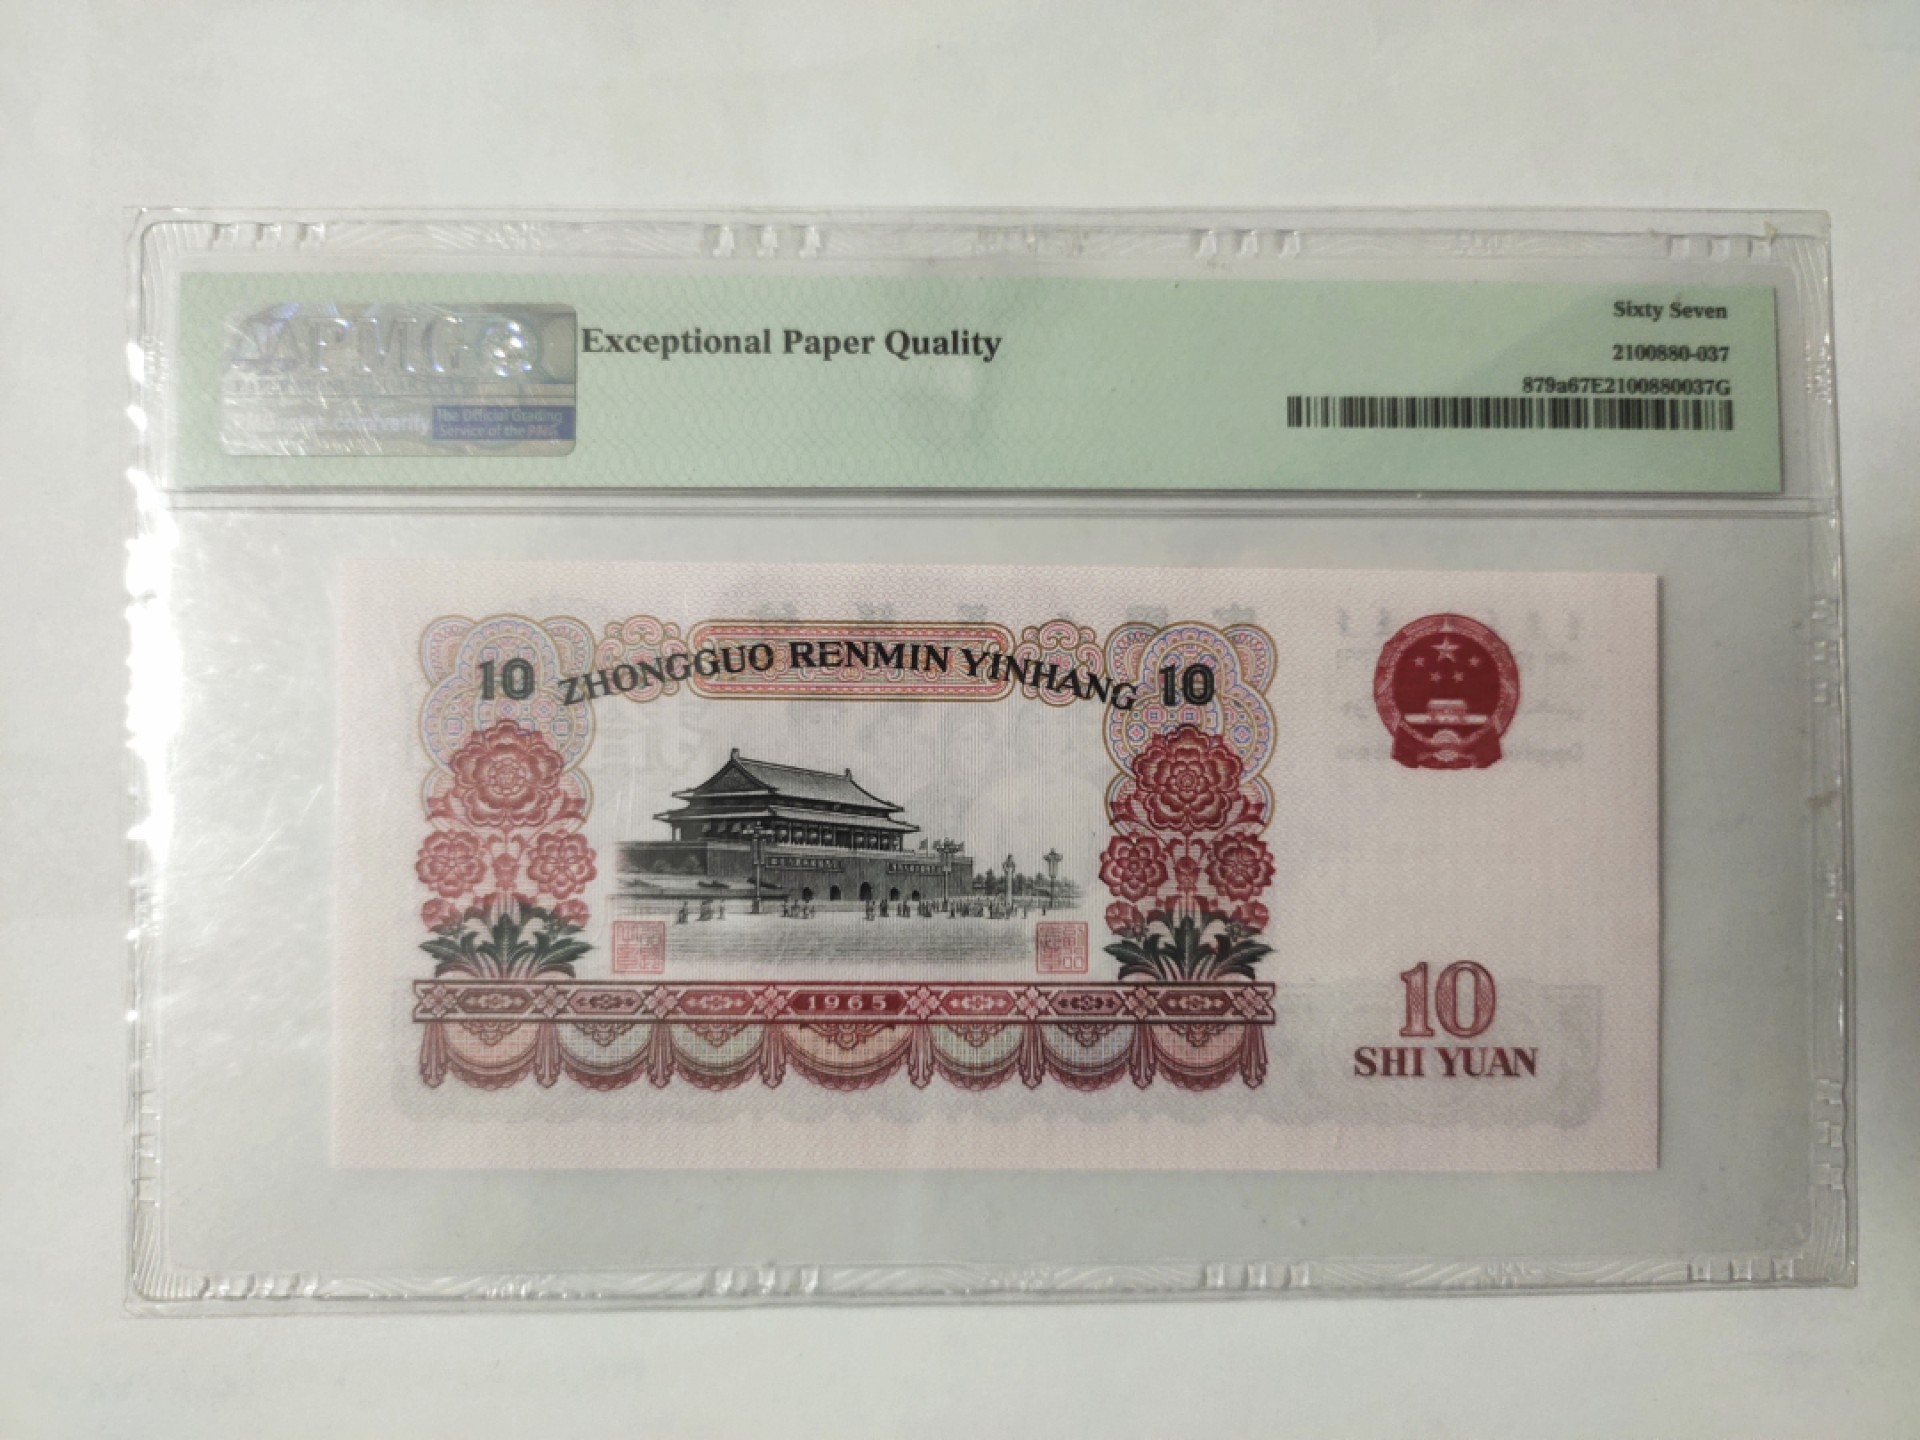 PMG
Exceptional Paper Quality
The Official Grading
Service of the PNG
Sixty Seven
2100880-037
879a67E2100880037G
10 ZHONGGUO RENMIN YINHANG 10
1965
10
SHI YUAN